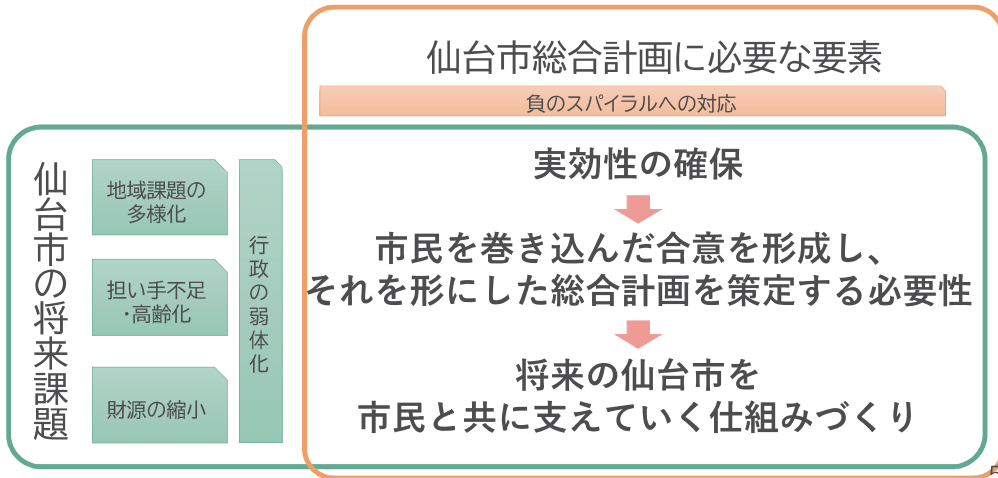 仙台市総合計画に必要な要素
負のスパイラルへの対応
仙台市の将来課題
地域課題の
多様化
担い手不足
・高齢化
財源の縮小
行政の弱体化
実効性の確保
市民を巻き込んだ合意を形成し、
それを形にした総合計画を策定する必要性
将来の仙台市を
市民と共に支えていく仕組みづくり